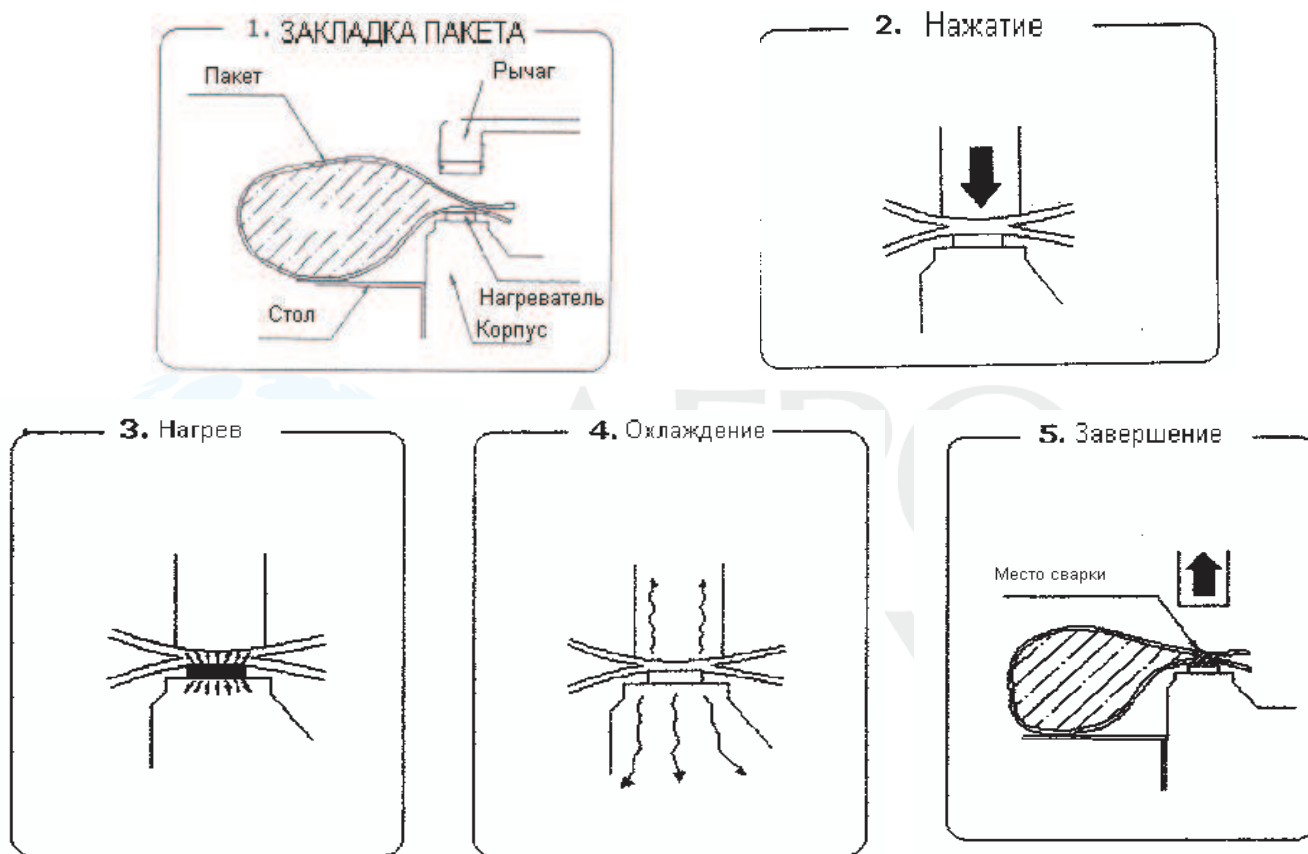 1. ЗАКЛАДКА ПАКЕТА
Пакет
Рычаг
Нагреватель
Стол
Корпус
2. Нажатие
3. Нагрев
4. Охлаждение
5. Завершение
Место сварки